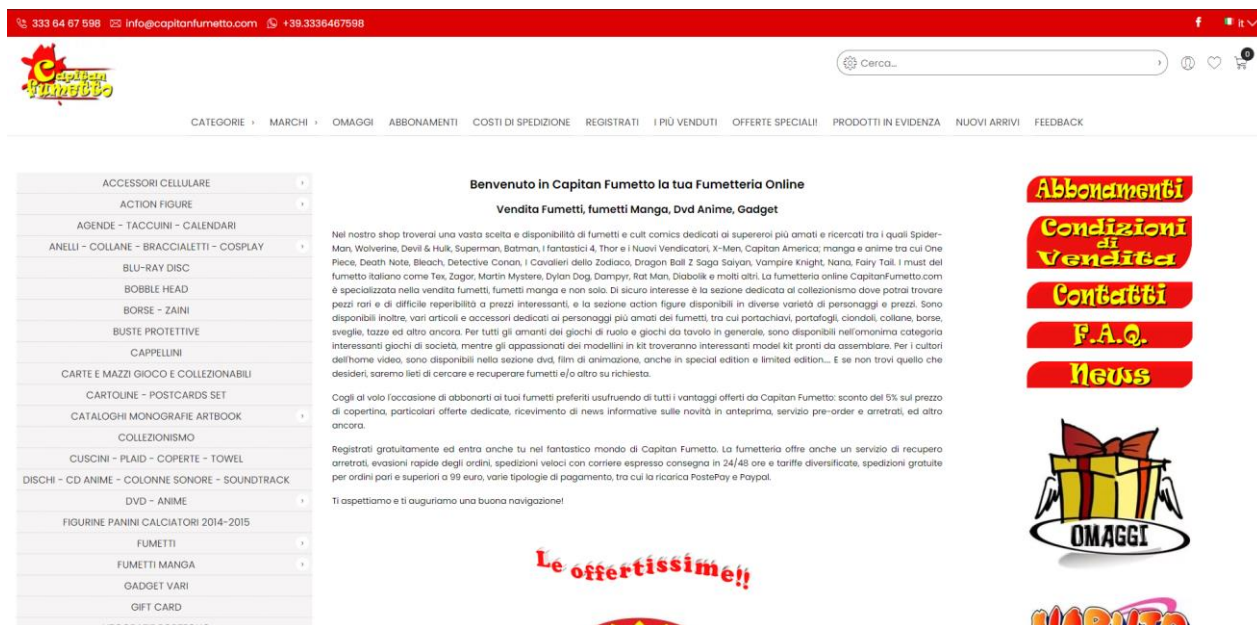 333 64 67 598 info@capitanfumetto.com +39.3336467598
it
Capitan
fumetto
Cerca...
0
CATEGORIE MARCHI OMAGGI ABBONAMENTI COSTI DI SPEDIZIONE REGISTRATI I PIÙ VENDUTI OFFERTE SPECIALI! PRODOTTI IN EVIDENZA NUOVI ARRIVI FEEDBACK
ACCESSORI CELLULARE
ACTION FIGURE
AGENDE - TACCUINI - CALENDARI
ANELLI - COLLANE - BRACCIALETTI - COSPLAY
BLU-RAY DISC
BOBBLE HEAD
BORSE - ZAINI
BUSTE PROTETTIVE
CAPPELLINI
CARTE E MAZZI GIOCO E COLLEZIONABILI
CARTOLINE - POSTCARDS SET
CATALOGHI MONOGRAFIE ARTBOOK
COLLEZIONISMO
CUSCINI - PLAID - COPERTE - TOWEL
DISCHI - CD ANIME - COLONNE SONORE - SOUNDTRACK
DVD - ANIME
FIGURINE PANINI CALCIATORI 2014-2015
FUMETTI
FUMETTI MANGA
GADGET VARI
GIFT CARD
Benvenuto in Capitan Fumetto la tua Fumetteria Online
Vendita Fumetti, fumetti Manga, Dvd Anime, Gadget
Nel nostro shop troverai una vasta scelta e disponibilità di fumetti e cult comics dedicati ai supereroi più amati e ricercati tra i quali Spider-
Man, Wolverine, Devil & Hulk, Superman, Batman, I fantastici 4, Thor e i Nuovi Vendicatori, X-Men, Capitan America; manga e anime tra cui One
Piece, Death Note, Bleach, Detective Conan, I Cavalieri dello Zodiaco, Dragon Ball Z Saga Saiyan, Vampire Knight, Nana, Fairy Tail. I must del
fumetto italiano come Tex, Zagor, Martin Mystere, Dylan Dog, Dampyr, Rat Man, Diabolik e molti altri. La fumetteria online CapitanFumetto.com
è specializzata nella vendita fumetti, fumetti manga e non solo. Di sicuro interesse è la sezione dedicata al collezionismo dove potrai trovare
pezzi rari e di difficile reperibilità a prezzi interessanti, e la sezione action figure disponibili in diverse varietà di personaggi e prezzi. Sono
disponibili inoltre, vari articoli e accessori dedicati ai personaggi più amati dei fumetti, tra cui portachiavi, portafogli, ciondoli, collane, borse,
sveglie, tazze ed altro ancora. Per tutti gli amanti dei giochi di ruolo e giochi da tavolo in generale, sono disponibili nell'omonima categoria
interessanti giochi di società, mentre gli appassionati dei modellini in kit troveranno interessanti model kit pronti da assemblare. Per i cultori
dell'home video, sono disponibili nella sezione dvd, film di animazione, anche in special edition e limited edition.... E se non trovi quello che
desideri, saremo lieti di cercare e recuperare fumetti e/o altro su richiesta.
Cogli al volo l'occasione di abbonarti ai tuoi fumetti preferiti usufruendo di tutti i vantaggi offerti da Capitan Fumetto: sconto del 5% sul prezzo
di copertina, particolari offerte dedicate, ricevimento di news informative sulle novità in anteprima, servizio pre-order e arretrati, ed altro
ancora.
Registrati gratuitamente ed entra anche tu nel fantastico mondo di Capitan Fumetto. La fumetteria offre anche un servizio di recupero
arretrati, evasioni rapide degli ordini, spedizioni veloci con corriere espresso consegna in 24/48 ore e tariffe diversificate, spedizioni gratuite
per ordini pari e superiori a 99 euro, varie tipologie di pagamento, tra cui la ricarica PostePay e Paypal.
Ti aspettiamo e ti auguriamo una buona navigazione!
Le offertissime!!
Abbonamenti
Condizioni
di
Vendita
Contatti
F.A.Q.
News
OMAGGI
NARUTO